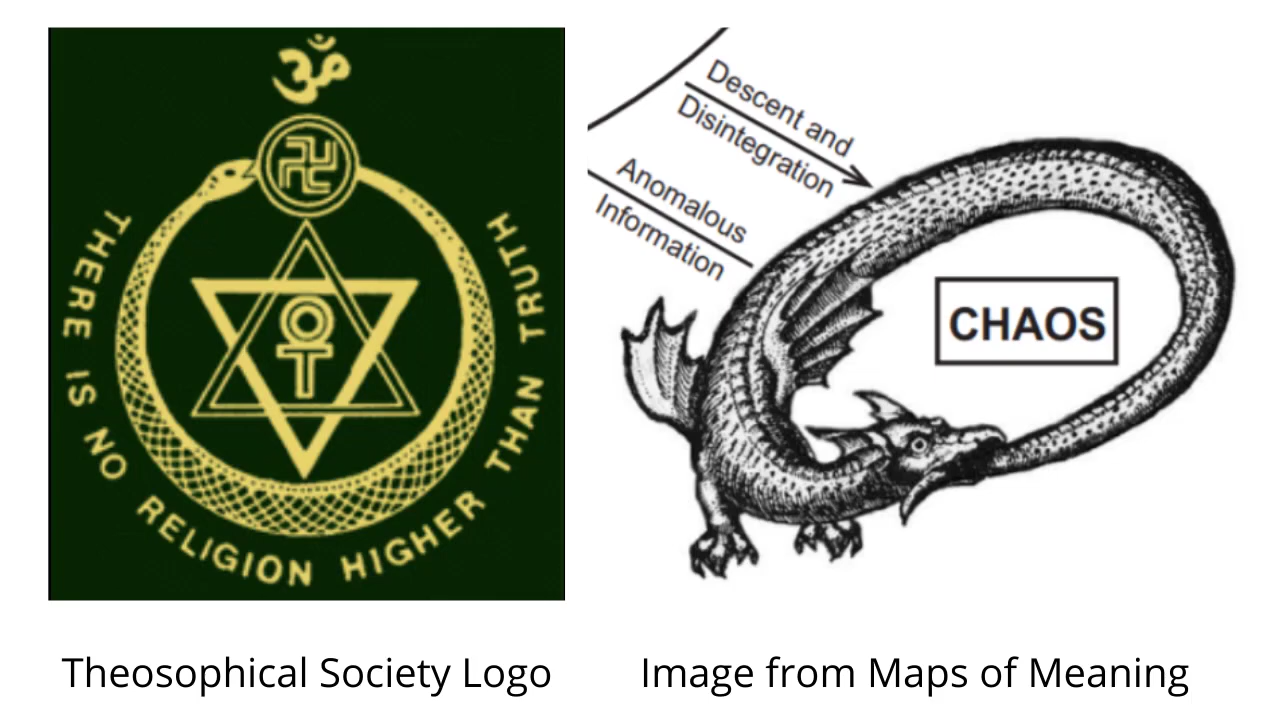 ॐ
THERE IS NO RELIGION HIGHER THAN TRUTH
Descent and
Disintegration
Anomalous
Information
CHAOS
Theosophical Society Logo
Image from Maps of Meaning